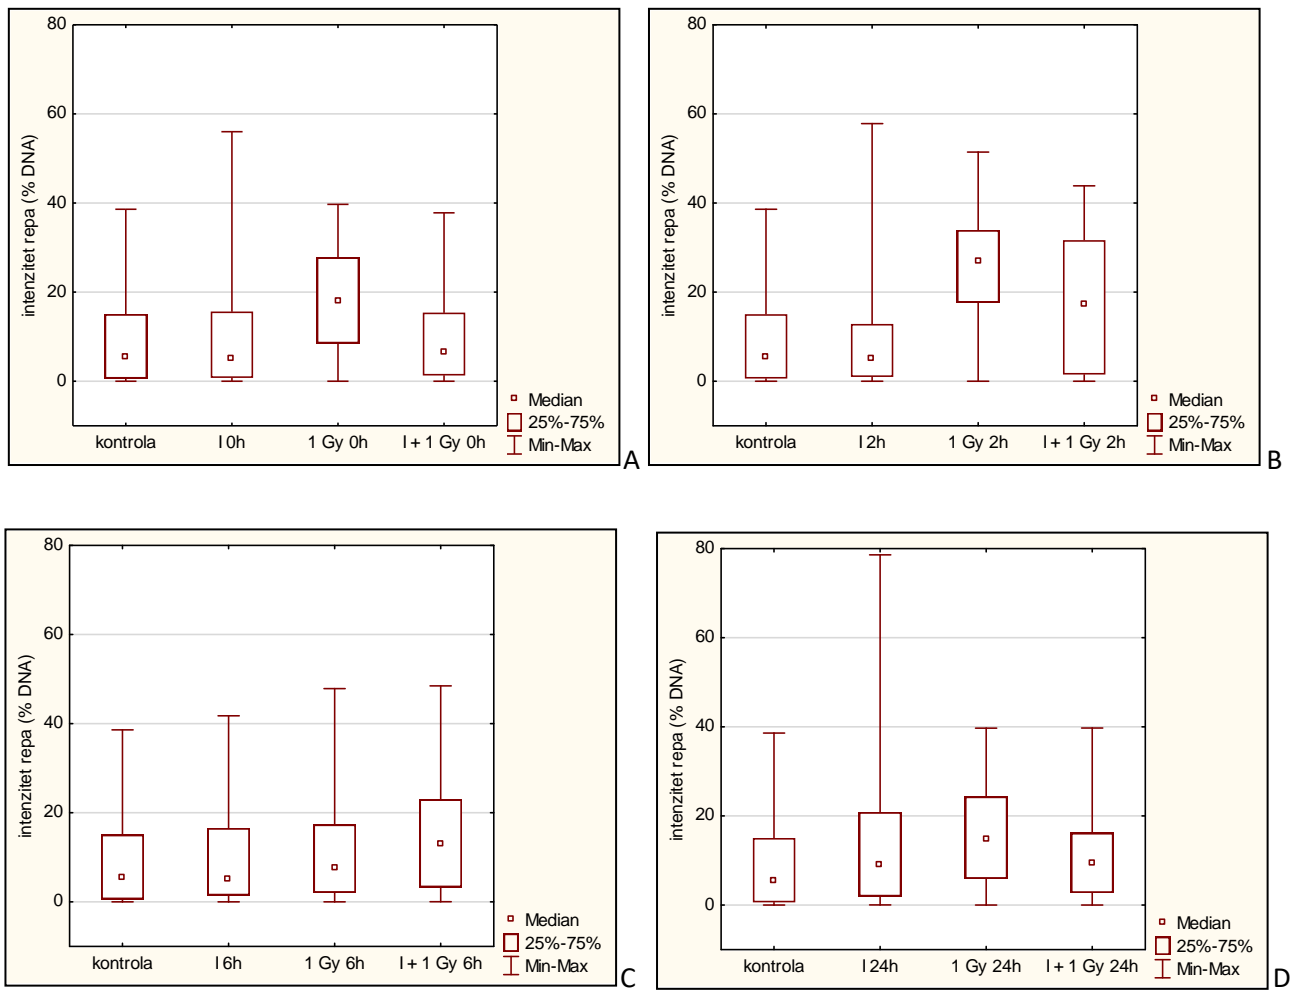 80
60
40
20
0
intenzitet repa (% DNA)
kontrola
I 0h
1 Gy 0h
I + 1 Gy 0h
Median
25%-75%
Min-Max
A
80
60
40
20
0
intenzitet repa (% DNA)
kontrola
I 2h
1 Gy 2h
I + 1 Gy 2h
Median
25%-75%
Min-Max
B
80
60
40
20
0
intenzitet repa (% DNA)
kontrola
I 6h
1 Gy 6h
I + 1 Gy 6h
Median
25%-75%
Min-Max
C
80
60
40
20
0
intenzitet repa (% DNA)
kontrola
I 24h
1 Gy 24h
I + 1 Gy 24h
Median
25%-75%
Min-Max
D